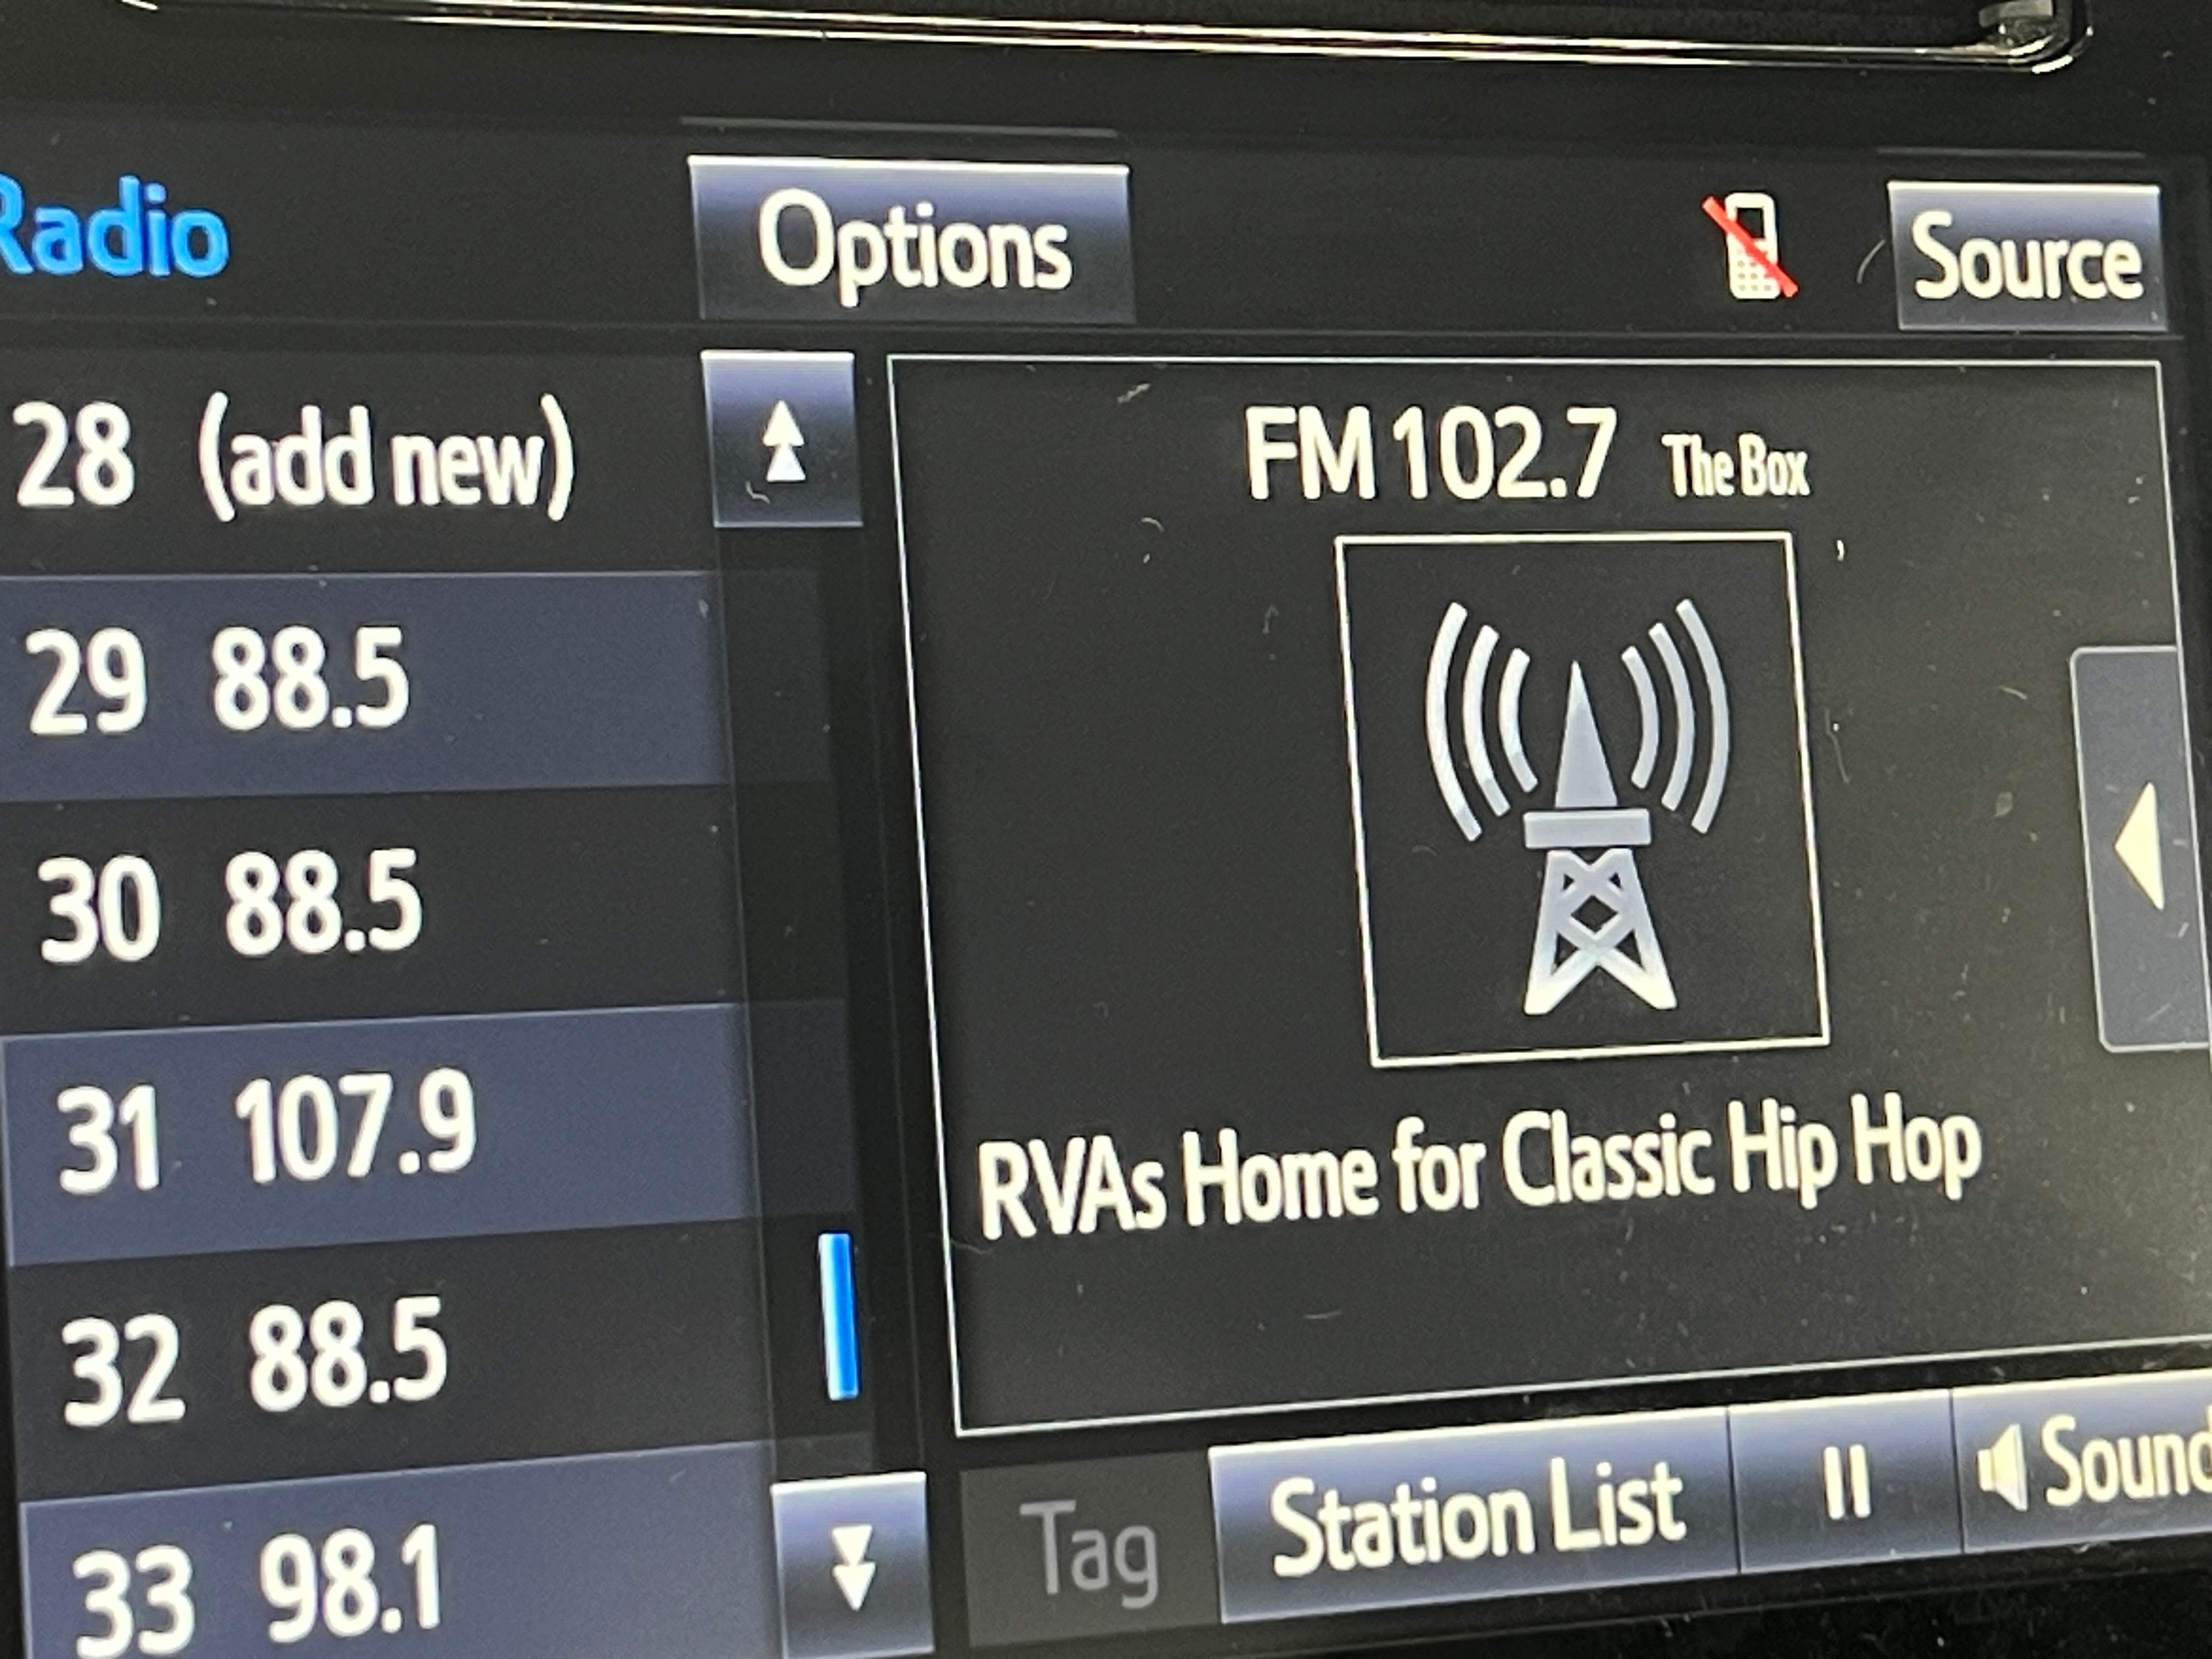 Radio
Options
Source
28 (add new)
29 88.5
30 88.5
31 107.9
32 88.5
33 98.1
FM 102.7 The Box
RVAs Home for Classic Hip Hop
Tag
Station List
Sound